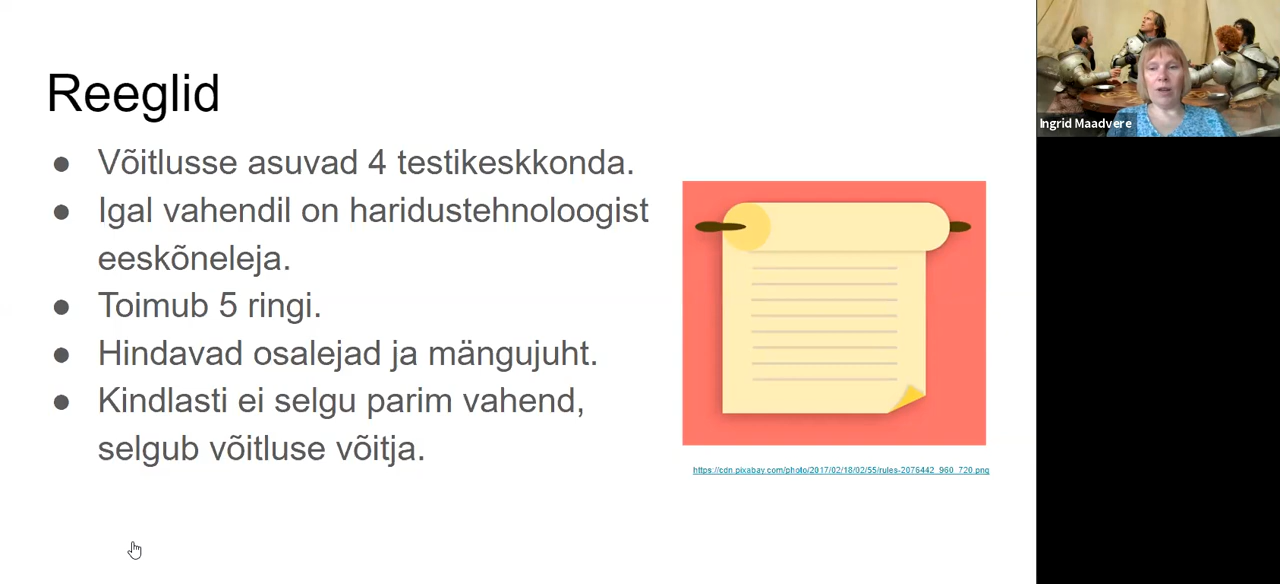 Reeglid
● Võitlusse asuvad 4 testikeskkonda.
● Igal vahendil on haridustehnoloogist
eeskõneleja.
● Toimub 5 ringi.
● Hindavad osalejad ja mängujuht.
● Kindlasti ei selgu parim vahend,
selgub võitluse võitja.
https://cdn.pixabay.com/photo/2017/02/18/02/55/rules-2076442_960_720.png
Ingrid Maadvere